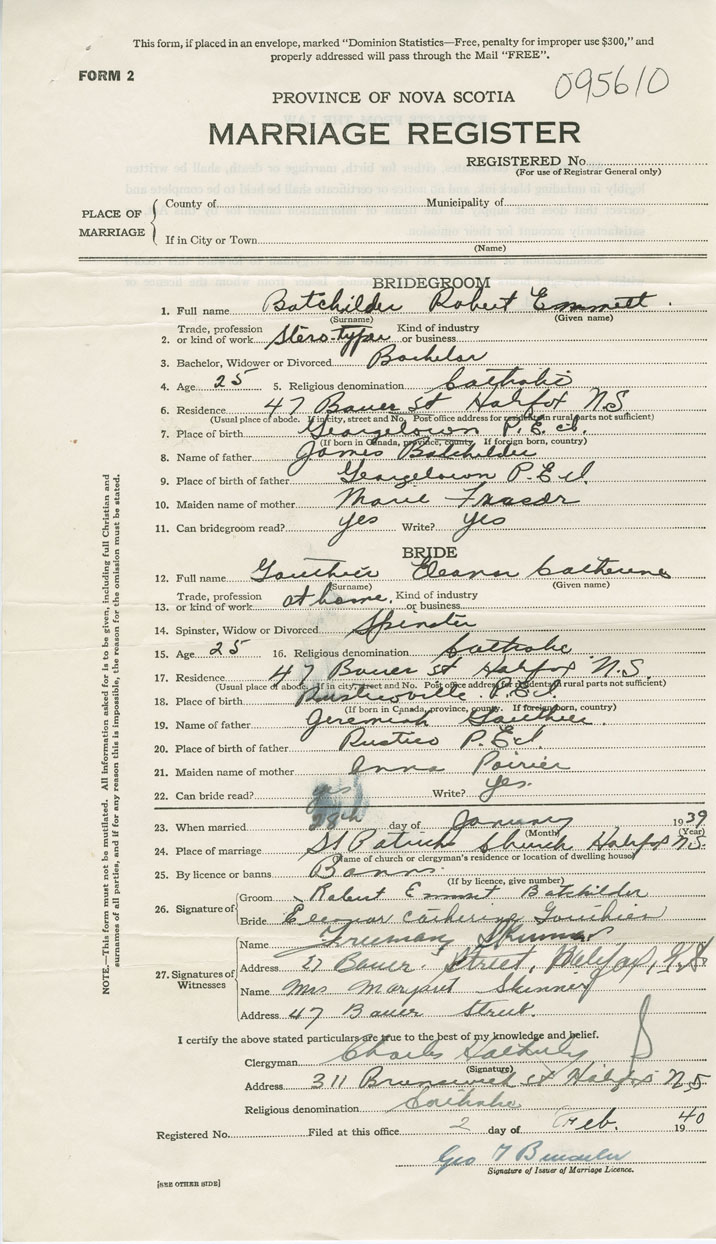 This form, if placed in an envelope, marked "Dominion Statistics—Free, penalty for improper use $300," and
properly addressed will pass through the Mail "FREE".
FORM 2
095610
PROVINCE OF NOVA SCOTIA
MARRIAGE REGISTER
REGISTERED No.
(For use of Registrar General only)
PLACE OF MARRIAGE
County of Municipality of
If in City or Town
(Name)
BRIDEGROOM
1. Full name Batchilder Robert Emmett.
(Surname) (Given name)
Trade, profession Kind of industry
2. or kind of work Stero-type or business
3. Bachelor, Widower or Divorced Bachelor
4. Age 25 5. Religious denomination Catholic
6. Residence 47 Bauer St Halifax N.S.
(Usual place of abode. If in city, street and No. Post office address for residents in rural parts not sufficient)
7. Place of birth Georgetown P.E.I.
(If born in Canada, province, county. If foreign born, country)
8. Name of father James Batchilder
9. Place of birth of father Georgetown P.E.I.
10. Maiden name of mother Marie Fraser
11. Can bridegroom read? yes Write? yes
BRIDE
12. Full name Gauthier Eleanor Catherine
(Surname) (Given name)
Trade, profession Kind of industry
13. or kind of work at home, or business
14. Spinster, Widow or Divorced Spinster
15. Age 25 16. Religious denomination Catholic
17. Residence 47 Bauer St Halifax N.S.
(Usual place of abode. If in city, street and No. Post office address for residents in rural parts not sufficient)
18. Place of birth P.E.I.
(If born in Canada, province, county. If foreign born, country)
19. Name of father Jeremiah Gauthier
20. Place of birth of father Rustico P.E.I.
21. Maiden name of mother Anna Poirier
22. Can bride read? yes Write? yes.
23. When married 28th day of January 1939
(Month) (Year)
24. Place of marriage St Patricks Church Halifax N.S.
(Name of church or clergyman's residence or location of dwelling house)
25. By licence or banns Banns
(If by licence, give number)
26. Signature of
Groom Robert Emmet Batchilder
Bride Eleanor Catherine Gauthier
27. Signatures of Witnesses
Name Freeman Skinner
Address 47 Bauer Street, Halifax, N.S.
Name Mrs Margaret Skinner
Address 47 Bauer Street.
I certify the above stated particulars are true to the best of my knowledge and belief.
Clergyman Charles
(Signature)
Address 311 Brunswick st Halifax N.S
Religious denomination Catholic
Registered No. Filed at this office 2 day of Feb. 1940
Geo
Signature of Issuer of Marriage Licence.
[SEE OTHER SIDE]
NOTE.—This form must not be mutilated. All information asked for is to be given, including full Christian and
surnames of all parties, and if for any reason this is impossible, the reason for the omission must be stated.